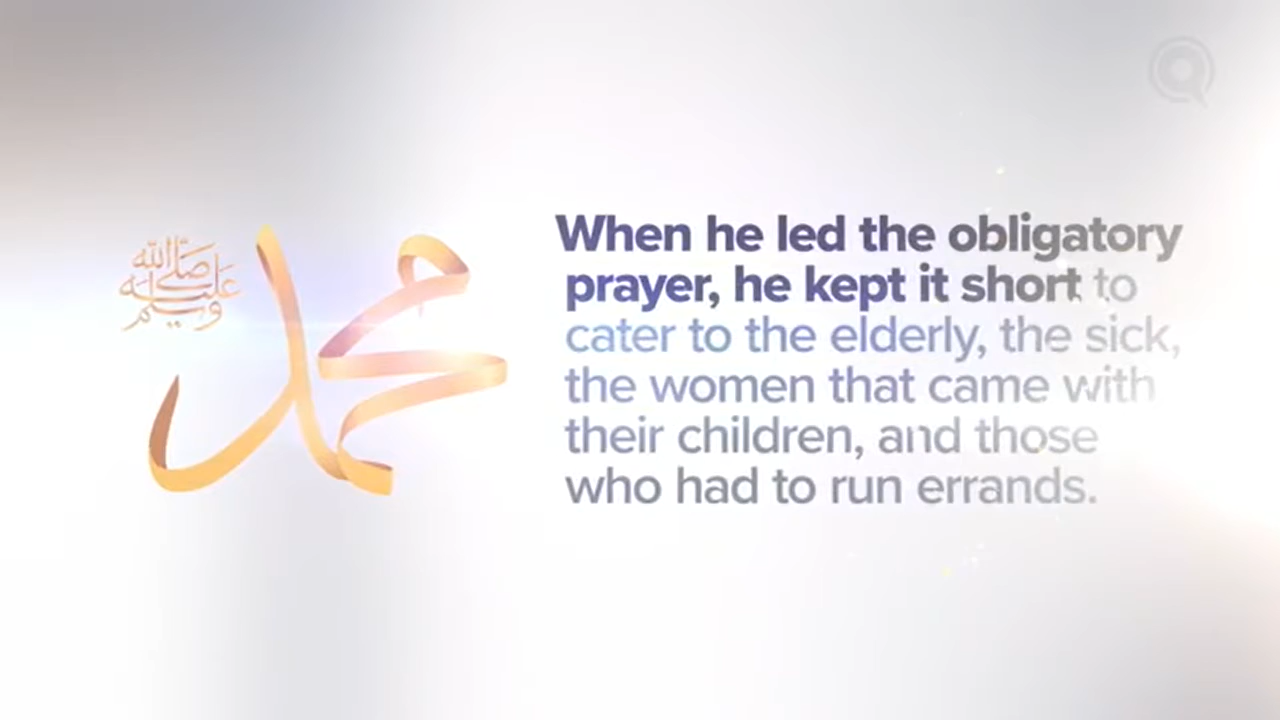 محمد
صلى الله
عليه
وسلم
When he led the obligatory
prayer, he kept it short to
cater to the elderly, the sick,
the women that came with
their children, and those
who had to run errands.